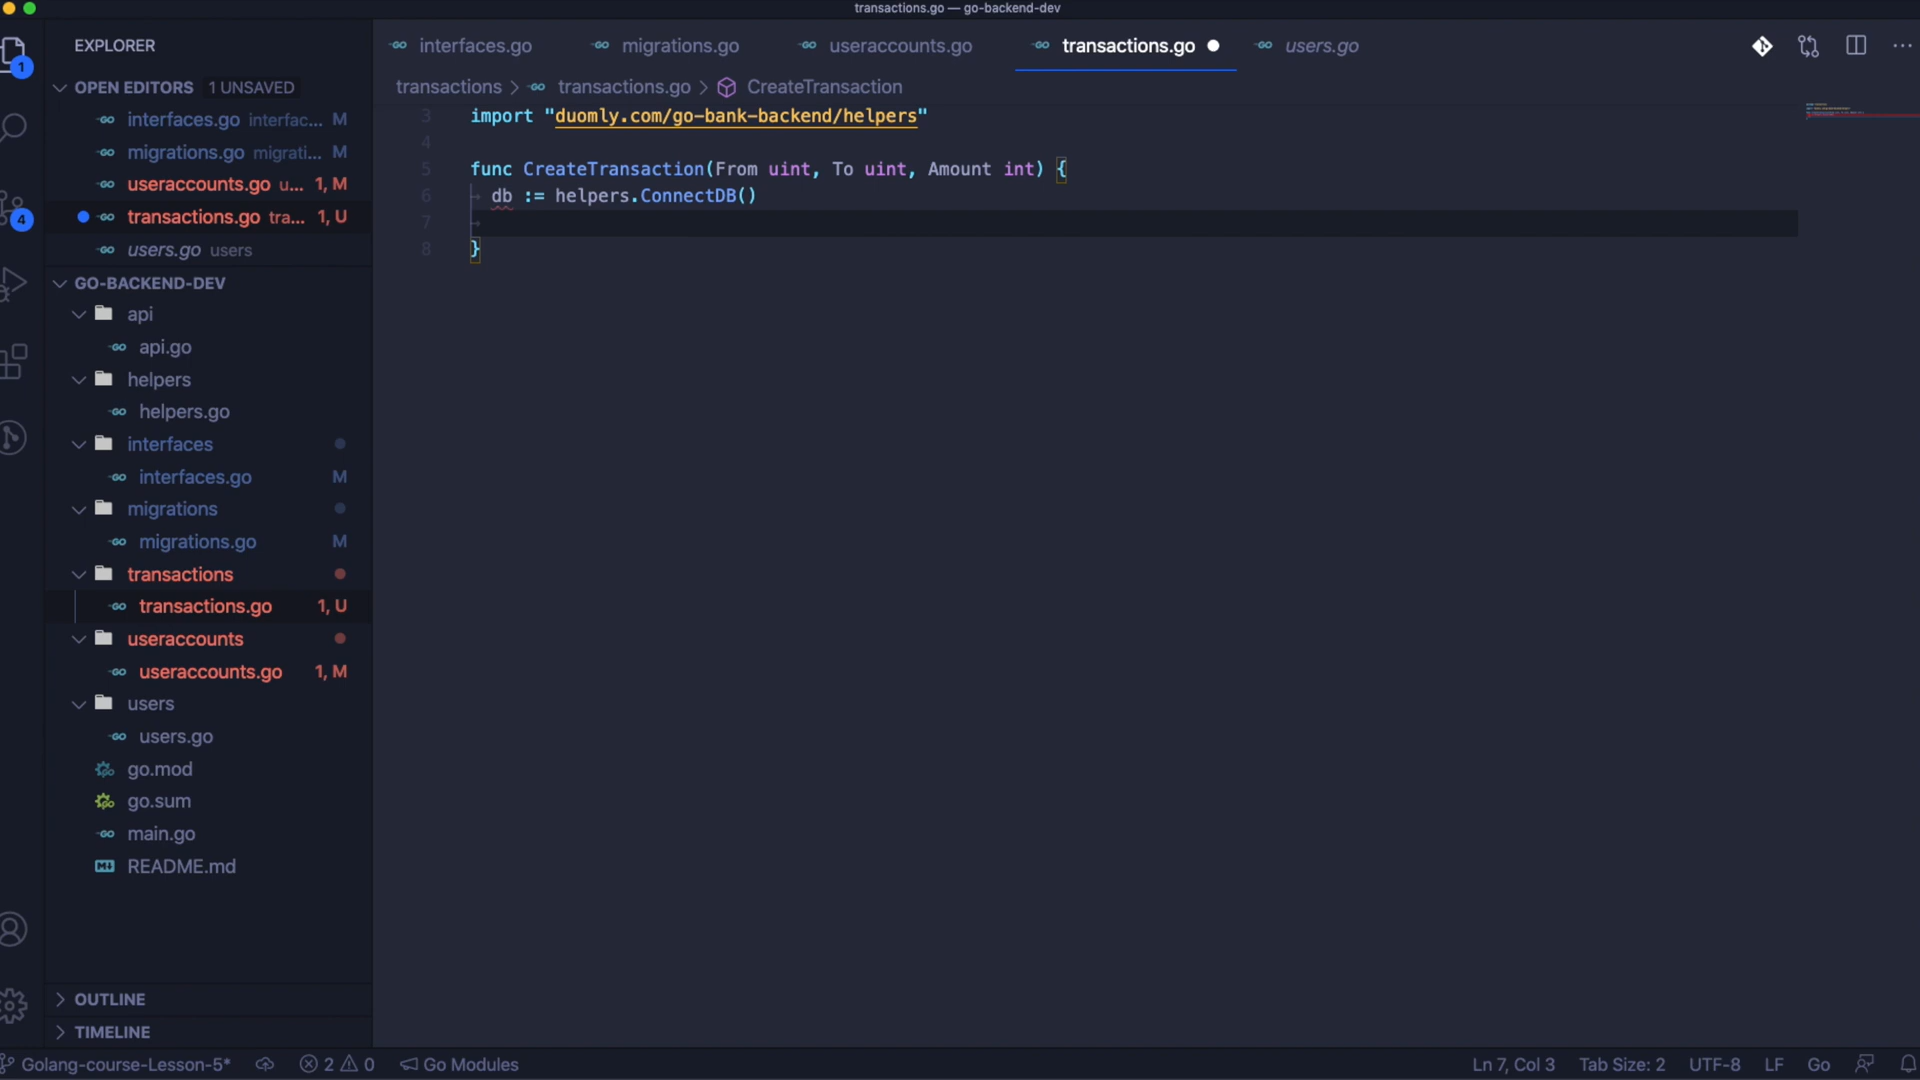 transactions.go — go-backend-dev
EXPLORER
OPEN EDITORS 1 UNSAVED
interfaces.go interfac... M
migrations.go migrati... M
useraccounts.go u... 1, M
transactions.go tra... 1, U
users.go users
GO-BACKEND-DEV
api
api.go
helpers
helpers.go
interfaces
interfaces.go M
migrations
migrations.go M
transactions
transactions.go 1, U
useraccounts
useraccounts.go 1, M
users
users.go
go.mod
go.sum
main.go
README.md
OUTLINE
TIMELINE
1
4
interfaces.go migrations.go useraccounts.go transactions.go users.go
transactions > transactions.go > CreateTransaction
3 import "duomly.com/go-bank-backend/helpers"
4
5 func CreateTransaction(From uint, To uint, Amount int) {
6 db := helpers.ConnectDB()
7
8 }
Golang-course-Lesson-5* 2 0 Go Modules Ln 7, Col 3 Tab Size: 2 UTF-8 LF Go